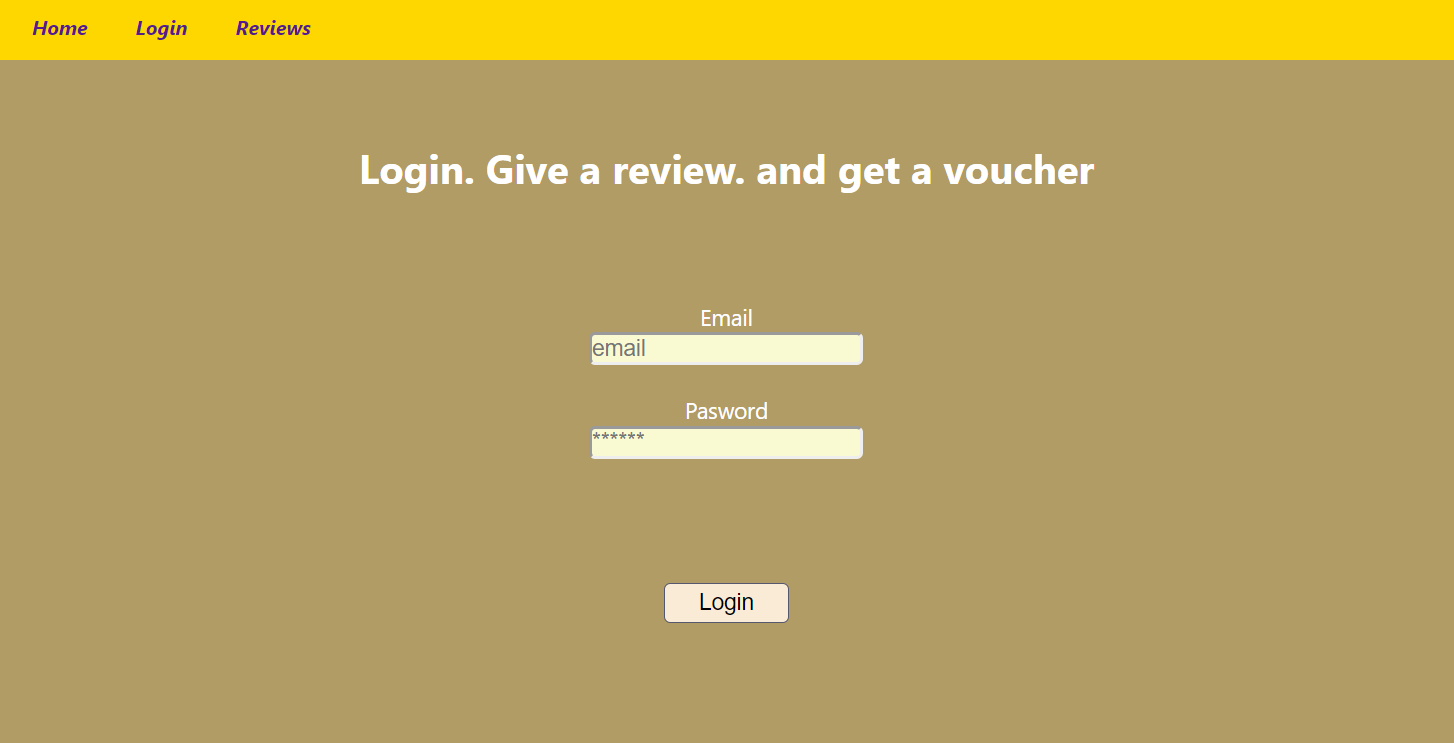 Home Login Reviews
Login. Give a review. and get a voucher
Email
email
Pasword
******
Login